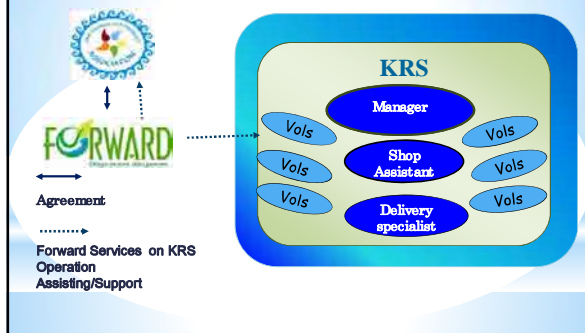 ASSOCIATION
FORWARD
KRS
Manager
Shop
Assistant
Delivery
specialist
Vols
Vols
Vols
Vols
Vols
Vols
Agreement
Forward Services on KRS
Operation
Assisting/Support